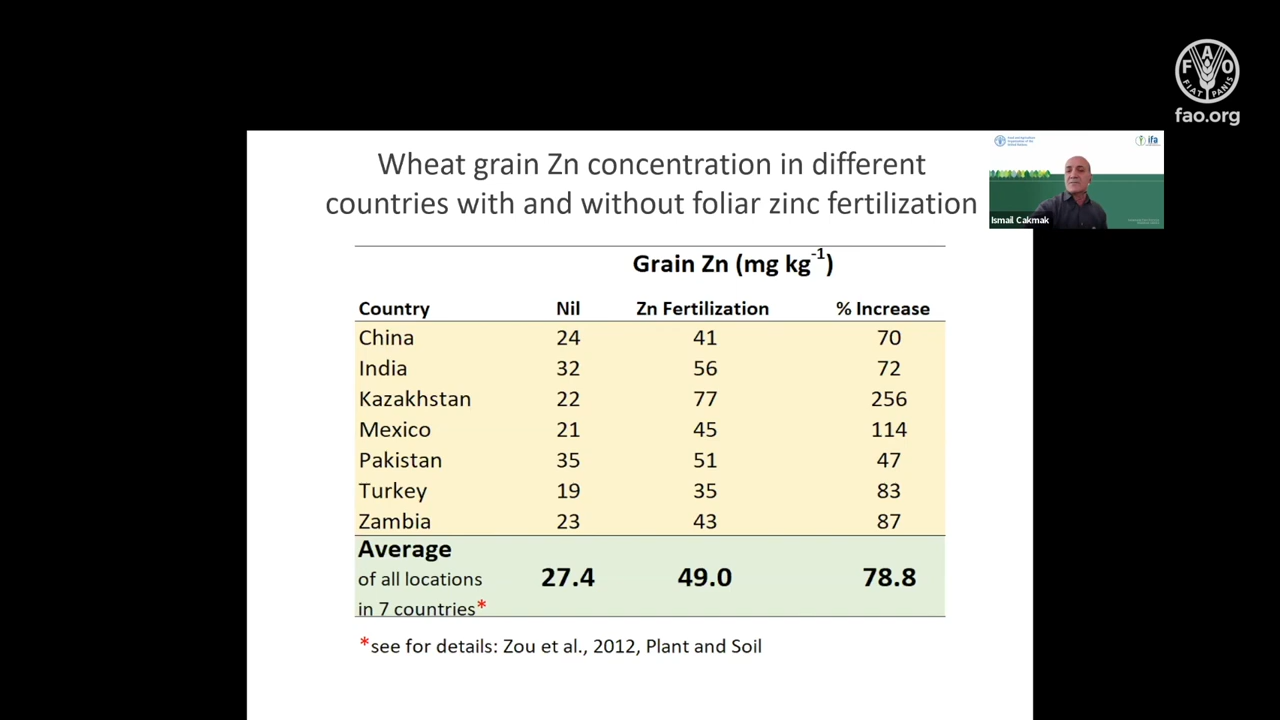 FAO
FIAT PANIS
fao.org
ifa
Ismail Cakmak
Wheat grain Zn concentration in different
countries with and without foliar zinc fertilization
Grain Zn (mg kg⁻¹)
Country Nil Zn Fertilization % Increase
China 24 41 70
India 32 56 72
Kazakhstan 22 77 256
Mexico 21 45 114
Pakistan 35 51 47
Turkey 19 35 83
Zambia 23 43 87
Average
of all locations 27.4 49.0 78.8
in 7 countries*
*see for details: Zou et al., 2012, Plant and Soil